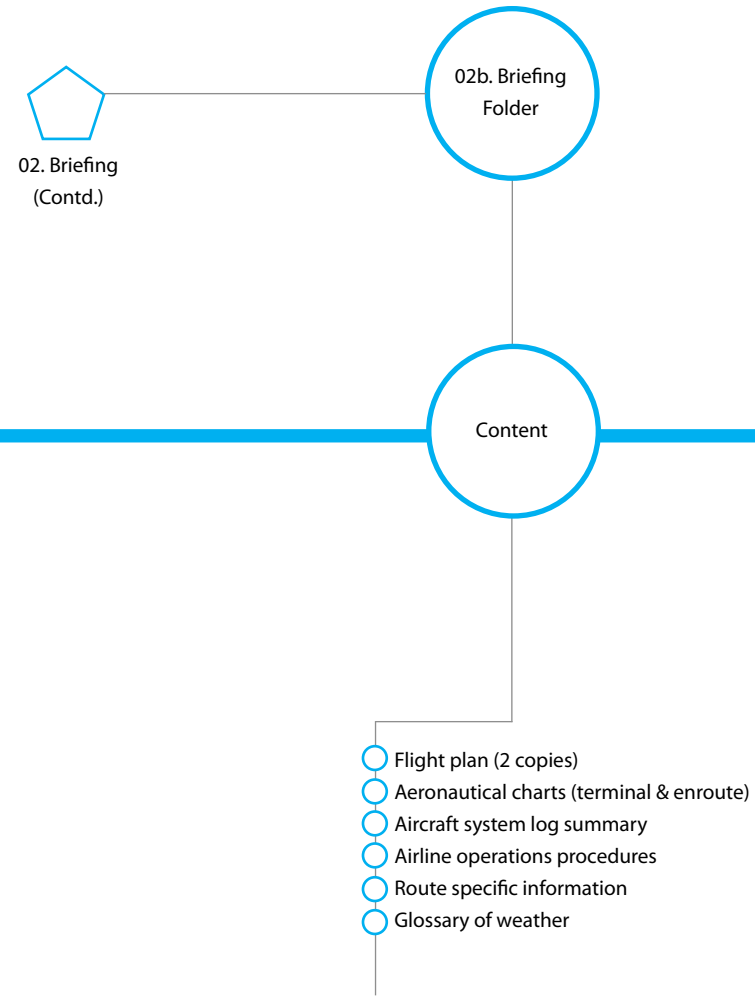 02b. Briefing
Folder
02. Briefing
(Contd.)
Content
Flight plan (2 copies)
Aeronautical charts (terminal & enroute)
Aircraft system log summary
Airline operations procedures
Route specific information
Glossary of weather